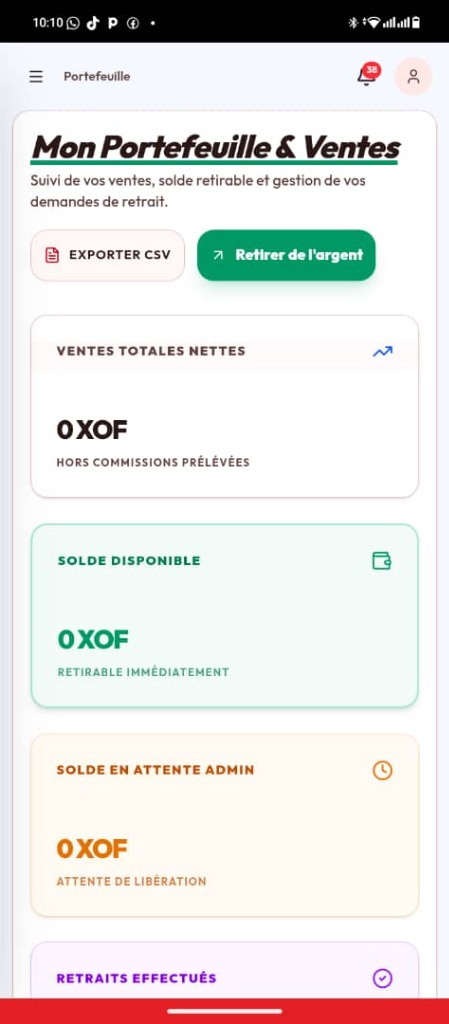 10:10
Portefeuille
38
Mon Portefeuille & Ventes
Suivi de vos ventes, solde retirable et gestion de vos
demandes de retrait.
EXPORTER CSV
Retirer de l'argent
VENTES TOTALES NETTES
0 XOF
HORS COMMISSIONS PRÉLÉVÉES
SOLDE DISPONIBLE
0 XOF
RETIRABLE IMMÉDIATEMENT
SOLDE EN ATTENTE ADMIN
0 XOF
ATTENTE DE LIBÉRATION
RETRAITS EFFECTUÉS